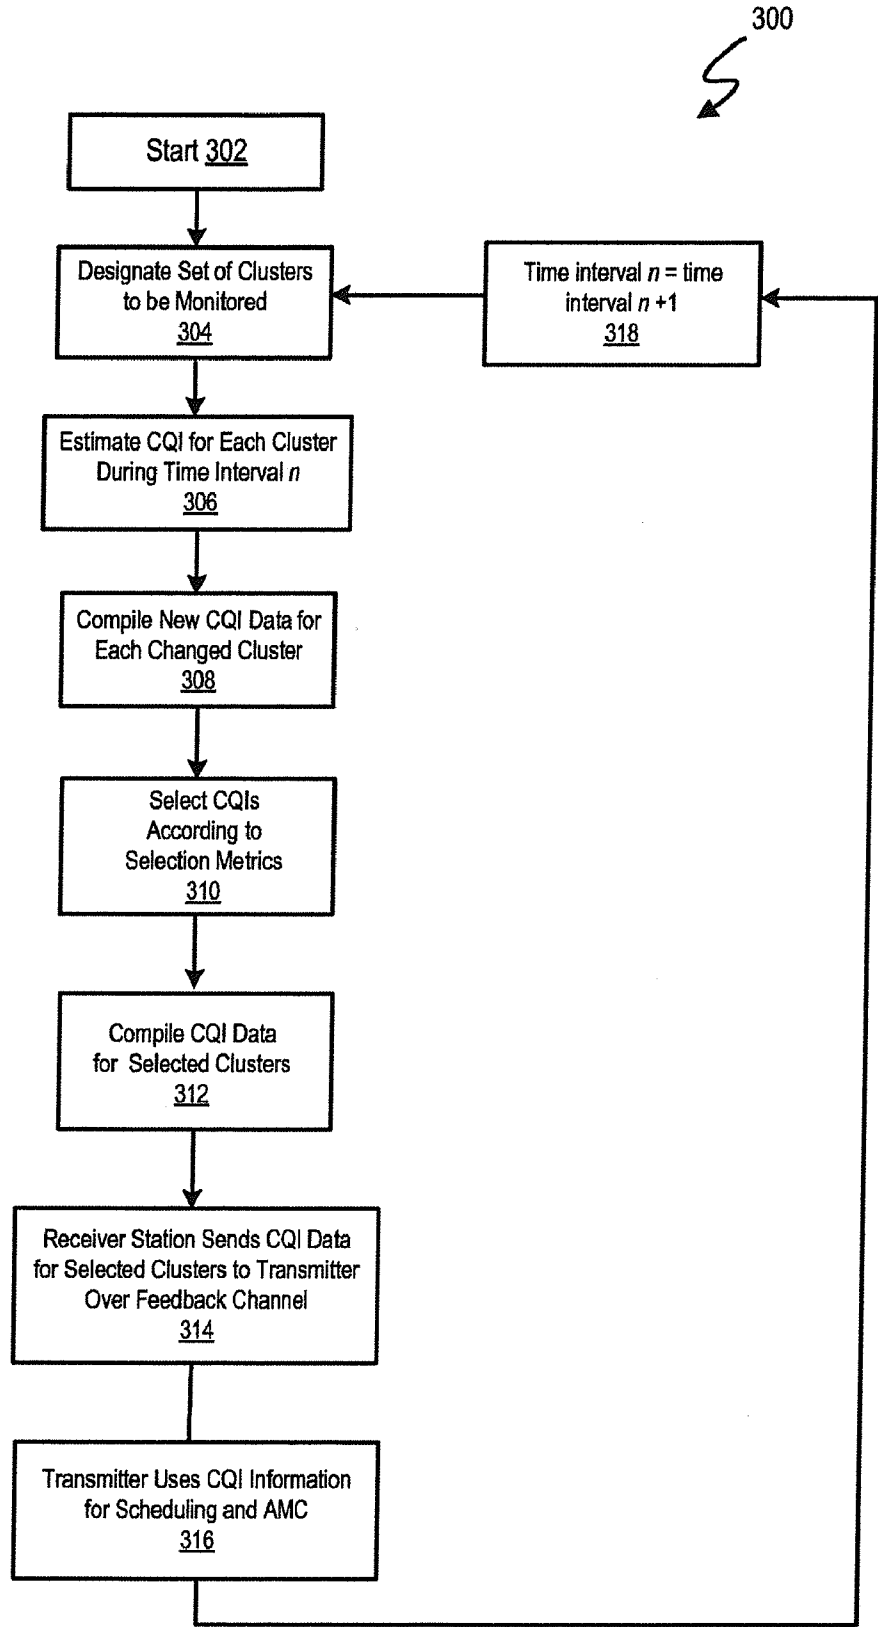 300
Start 302
Designate Set of Clusters
to be Monitored
304
Time interval n = time
interval n +1
318
Estimate CQI for Each Cluster
During Time Interval n
306
Compile New CQI Data for
Each Changed Cluster
308
Select CQIs
According to
Selection Metrics
310
Compile CQI Data
for Selected Clusters
312
Receiver Station Sends CQI Data
for Selected Clusters to Transmitter
Over Feedback Channel
314
Transmitter Uses CQI Information
for Scheduling and AMC
316